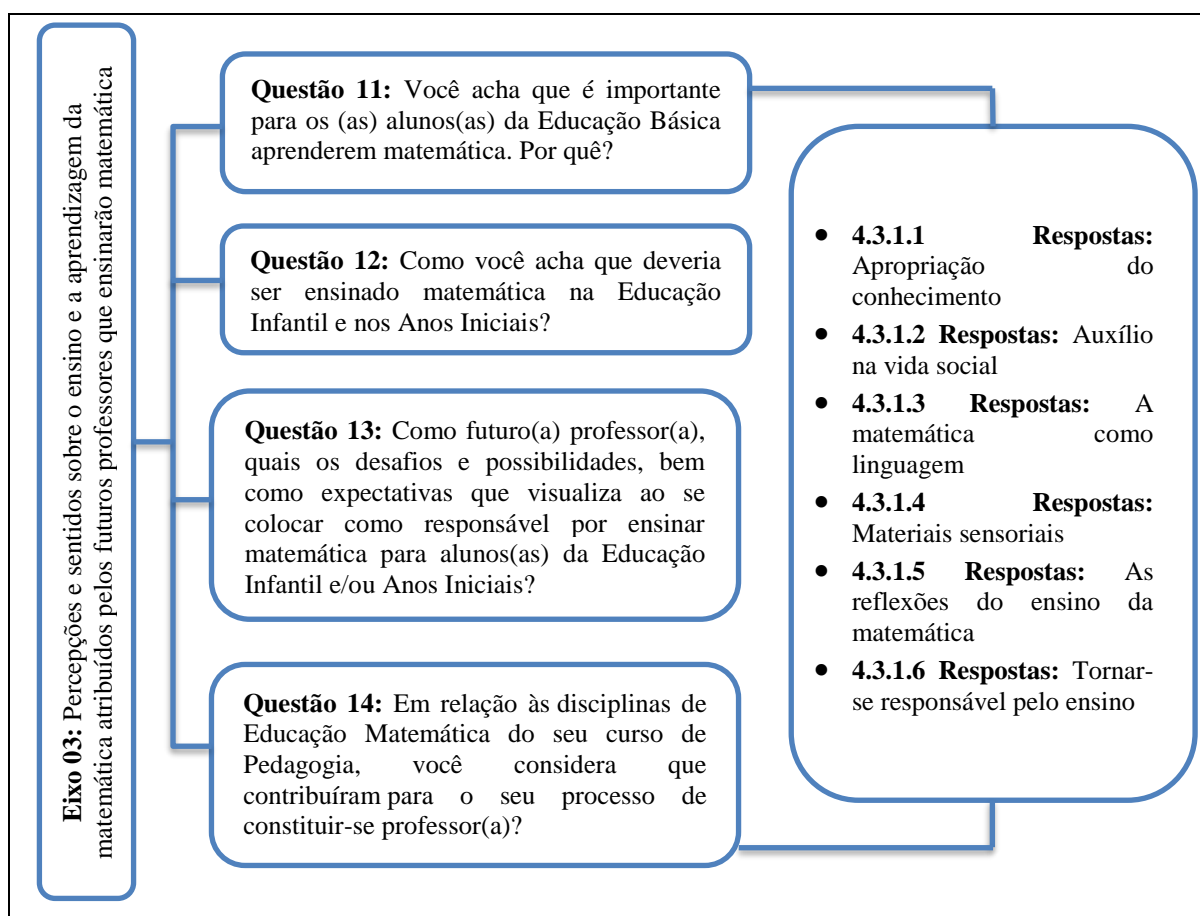 Eixo 03: Percepções e sentidos sobre o ensino e a aprendizagem da
matemática atribuídos pelos futuros professores que ensinarão matemática
Questão 11: Você acha que é importante
para os (as) alunos(as) da Educação Básica
aprenderem matemática. Por quê?
Questão 12: Como você acha que deveria
ser ensinado matemática na Educação
Infantil e nos Anos Iniciais?
Questão 13: Como futuro(a) professor(a),
quais os desafios e possibilidades, bem
como expectativas que visualiza ao se
colocar como responsável por ensinar
matemática para alunos(as) da Educação
Infantil e/ou Anos Iniciais?
Questão 14: Em relação às disciplinas de
Educação Matemática do seu curso de
Pedagogia, você considera que
contribuíram para o seu processo de
constituir-se professor(a)?
• 4.3.1.1 Respostas:
Apropriação do
conhecimento
• 4.3.1.2 Respostas: Auxílio
na vida social
• 4.3.1.3 Respostas: A
matemática como
linguagem
• 4.3.1.4 Respostas:
Materiais sensoriais
• 4.3.1.5 Respostas: As
reflexões do ensino da
matemática
• 4.3.1.6 Respostas: Tornar-
se responsável pelo ensino